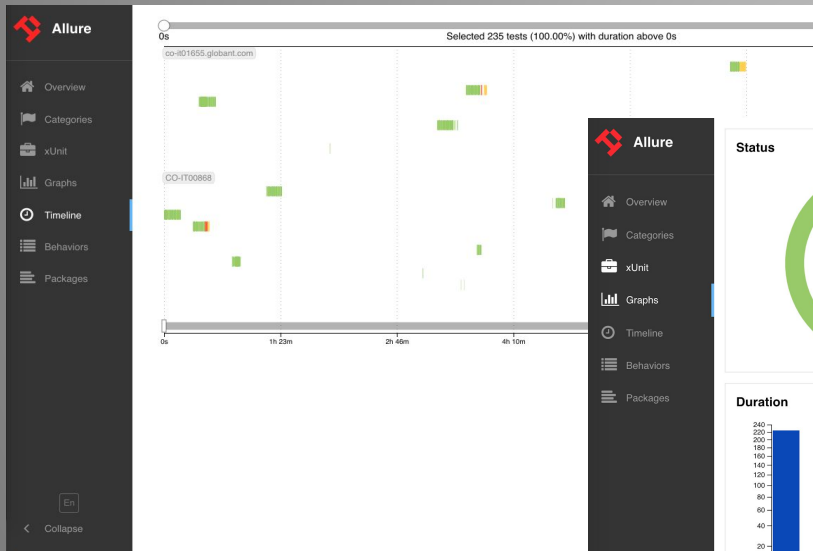 Allure
Overview
Categories
xUnit
Graphs
Timeline
Behaviors
Packages
En
Collapse
0s
Selected 235 tests (100.00%) with duration above 0s
co-it01655.globant.com
CO-IT00868
0s
1h 23m
2h 46m
4h 10m
Allure
Overview
Categories
xUnit
Graphs
Timeline
Behaviors
Packages
Status
Duration
240
220
200
180
160
140
120
100
80
60
40
20